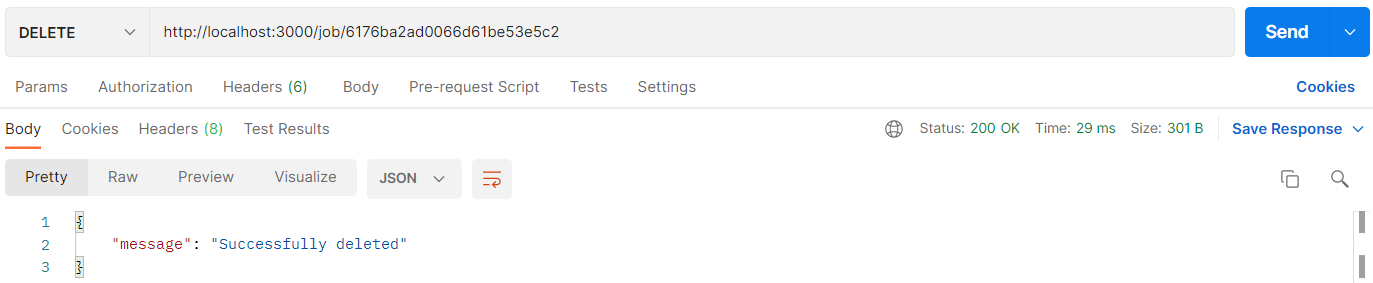 DELETE http://localhost:3000/job/6176ba2ad0066d61be53e5c2 Send
Params Authorization Headers (6) Body Pre-request Script Tests Settings Cookies
Body Cookies Headers (8) Test Results Status: 200 OK Time: 29 ms Size: 301 B Save Response
Pretty Raw Preview Visualize JSON
1 {
2 "message": "Successfully deleted"
3 }